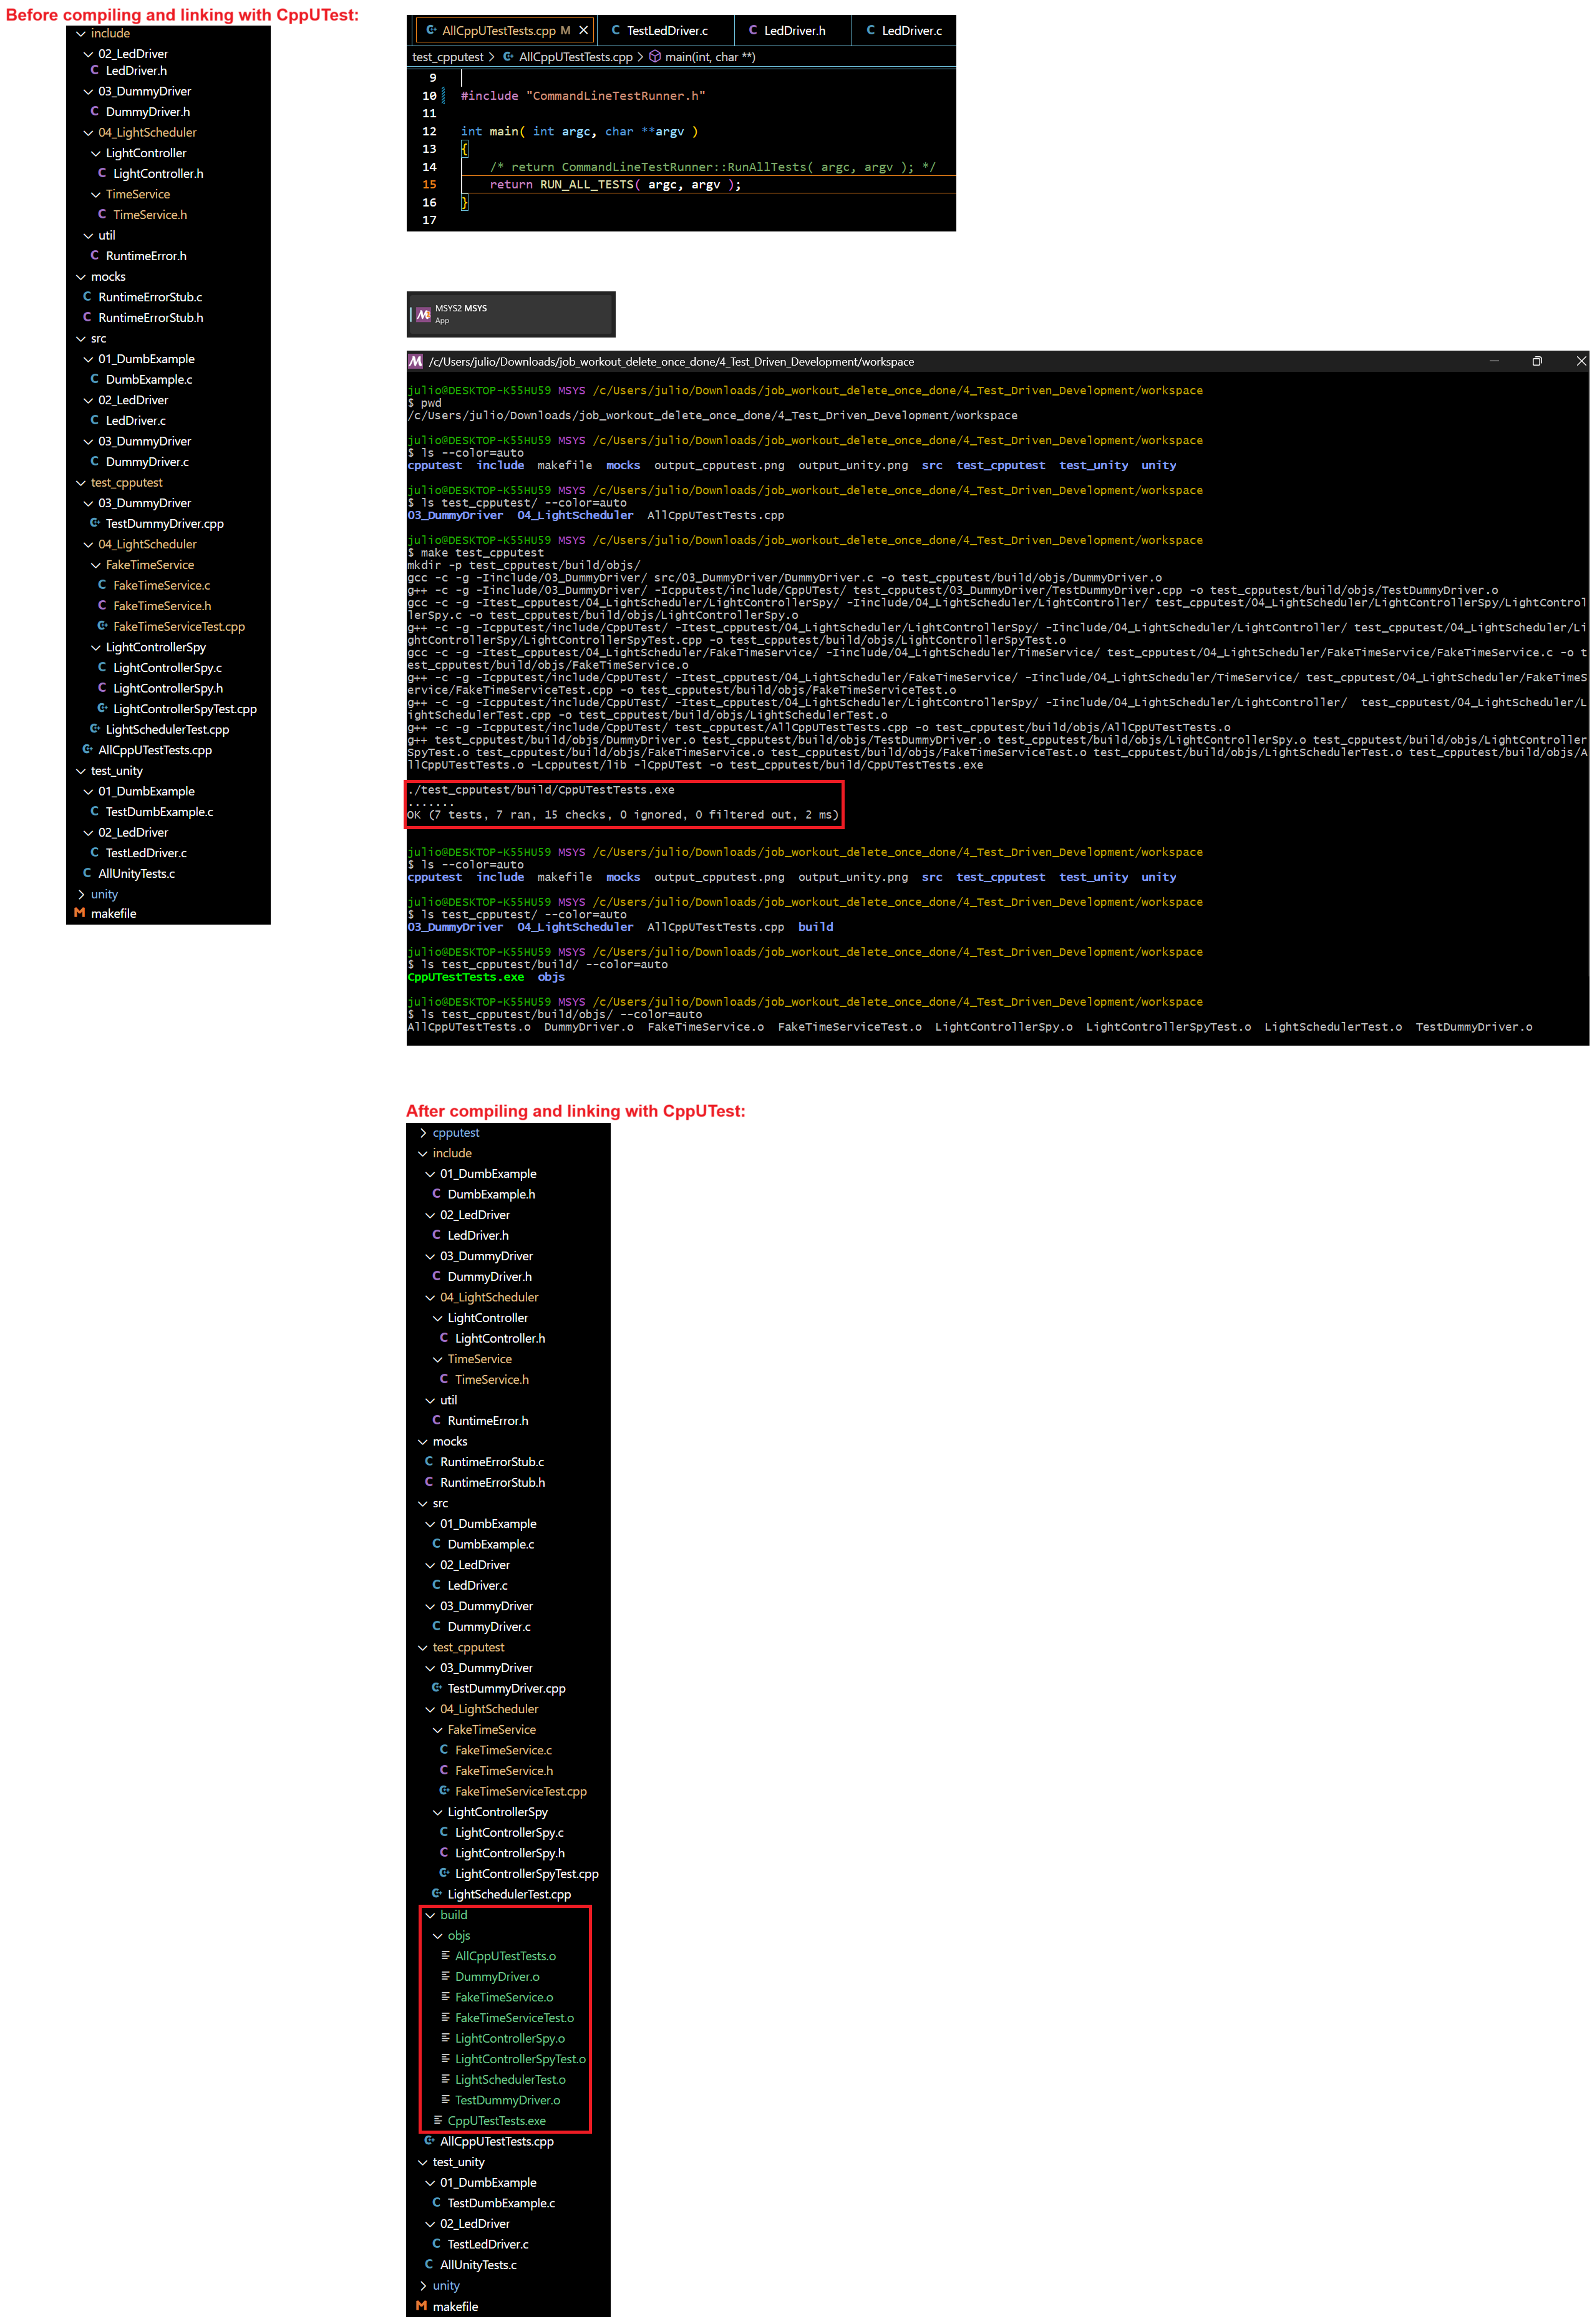 Before compiling and linking with CppUTest:
include
02_LedDriver
LedDriver.h
03_DummyDriver
DummyDriver.h
04_LightScheduler
LightController
LightController.h
TimeService
TimeService.h
util
RuntimeError.h
mocks
RuntimeErrorStub.c
RuntimeErrorStub.h
src
01_DumbExample
DumbExample.c
02_LedDriver
LedDriver.c
03_DummyDriver
DummyDriver.c
test_cpputest
03_DummyDriver
TestDummyDriver.cpp
04_LightScheduler
FakeTimeService
FakeTimeService.c
FakeTimeService.h
FakeTimeServiceTest.cpp
LightControllerSpy
LightControllerSpy.c
LightControllerSpy.h
LightControllerSpyTest.cpp
LightSchedulerTest.cpp
AllCppUTestTests.cpp
test_unity
01_DumbExample
TestDumbExample.c
02_LedDriver
TestLedDriver.c
AllUnityTests.c
unity
makefile
AllCppUTestTests.cpp M TestLedDriver.c LedDriver.h LedDriver.c
test_cpputest > AllCppUTestTests.cpp > main(int, char **)
9
10 #include "CommandLineTestRunner.h"
11
12 int main( int argc, char **argv )
13 {
14 /* return CommandLineTestRunner::RunAllTests( argc, argv ); */
15 return RUN_ALL_TESTS( argc, argv );
16 }
17
MSYS2 MSYS
App
/c/Users/julio/Downloads/job_workout_delete_once_done/4_Test_Driven_Development/workspace
julio@DESKTOP-K55HU59 MSYS /c/Users/julio/Downloads/job_workout_delete_once_done/4_Test_Driven_Development/workspace
$ pwd
/c/Users/julio/Downloads/job_workout_delete_once_done/4_Test_Driven_Development/workspace
julio@DESKTOP-K55HU59 MSYS /c/Users/julio/Downloads/job_workout_delete_once_done/4_Test_Driven_Development/workspace
$ ls --color=auto
cpputest include makefile mocks output_cpputest.png output_unity.png src test_cpputest test_unity unity
julio@DESKTOP-K55HU59 MSYS /c/Users/julio/Downloads/job_workout_delete_once_done/4_Test_Driven_Development/workspace
$ ls test_cpputest/ --color=auto
03_DummyDriver 04_LightScheduler AllCppUTestTests.cpp
julio@DESKTOP-K55HU59 MSYS /c/Users/julio/Downloads/job_workout_delete_once_done/4_Test_Driven_Development/workspace
$ make test_cpputest
mkdir -p test_cpputest/build/objs/
gcc -c -g -Iinclude/03_DummyDriver/ src/03_DummyDriver/DummyDriver.c -o test_cpputest/build/objs/DummyDriver.o
g++ -c -g -Iinclude/03_DummyDriver/ -Icpputest/include/CppUTest/ test_cpputest/03_DummyDriver/TestDummyDriver.cpp -o test_cpputest/build/objs/TestDummyDriver.o
gcc -c -g -Itest_cpputest/04_LightScheduler/LightControllerSpy/ -Iinclude/04_LightScheduler/LightController/ test_cpputest/04_LightScheduler/LightControllerSpy/LightControl
lerSpy.c -o test_cpputest/build/objs/LightControllerSpy.o
g++ -c -g -Icpputest/include/CppUTest/ -Itest_cpputest/04_LightScheduler/LightControllerSpy/ -Iinclude/04_LightScheduler/LightController/ test_cpputest/04_LightScheduler/Li
ghtControllerSpy/LightControllerSpyTest.cpp -o test_cpputest/build/objs/LightControllerSpyTest.o
gcc -c -g -Itest_cpputest/04_LightScheduler/FakeTimeService/ -Iinclude/04_LightScheduler/TimeService/ test_cpputest/04_LightScheduler/FakeTimeService/FakeTimeService.c -o t
est_cpputest/build/objs/FakeTimeService.o
g++ -c -g -Icpputest/include/CppUTest/ -Itest_cpputest/04_LightScheduler/FakeTimeService/ -Iinclude/04_LightScheduler/TimeService/ test_cpputest/04_LightScheduler/FakeTimeS
ervice/FakeTimeServiceTest.cpp -o test_cpputest/build/objs/FakeTimeServiceTest.o
g++ -c -g -Icpputest/include/CppUTest/ -Itest_cpputest/04_LightScheduler/LightControllerSpy/ -Iinclude/04_LightScheduler/LightController/ test_cpputest/04_LightScheduler/L
ightSchedulerTest.cpp -o test_cpputest/build/objs/LightSchedulerTest.o
g++ -c -g -Icpputest/include/CppUTest/ test_cpputest/AllCppUTestTests.cpp -o test_cpputest/build/objs/AllCppUTestTests.o
g++ test_cpputest/build/objs/DummyDriver.o test_cpputest/build/objs/TestDummyDriver.o test_cpputest/build/objs/LightControllerSpy.o test_cpputest/build/objs/LightController
SpyTest.o test_cpputest/build/objs/FakeTimeService.o test_cpputest/build/objs/FakeTimeServiceTest.o test_cpputest/build/objs/LightSchedulerTest.o test_cpputest/build/objs/A
llCppUTestTests.o -Lcpputest/lib -lCppUTest -o test_cpputest/build/CppUTestTests.exe
./test_cpputest/build/CppUTestTests.exe
.......
OK (7 tests, 7 ran, 15 checks, 0 ignored, 0 filtered out, 2 ms)
julio@DESKTOP-K55HU59 MSYS /c/Users/julio/Downloads/job_workout_delete_once_done/4_Test_Driven_Development/workspace
$ ls --color=auto
cpputest include makefile mocks output_cpputest.png output_unity.png src test_cpputest test_unity unity
julio@DESKTOP-K55HU59 MSYS /c/Users/julio/Downloads/job_workout_delete_once_done/4_Test_Driven_Development/workspace
$ ls test_cpputest/ --color=auto
03_DummyDriver 04_LightScheduler AllCppUTestTests.cpp build
julio@DESKTOP-K55HU59 MSYS /c/Users/julio/Downloads/job_workout_delete_once_done/4_Test_Driven_Development/workspace
$ ls test_cpputest/build/ --color=auto
CppUTestTests.exe objs
julio@DESKTOP-K55HU59 MSYS /c/Users/julio/Downloads/job_workout_delete_once_done/4_Test_Driven_Development/workspace
$ ls test_cpputest/build/objs/ --color=auto
AllCppUTestTests.o DummyDriver.o FakeTimeService.o FakeTimeServiceTest.o LightControllerSpy.o LightControllerSpyTest.o LightSchedulerTest.o TestDummyDriver.o
After compiling and linking with CppUTest:
cpputest
include
01_DumbExample
DumbExample.h
02_LedDriver
LedDriver.h
03_DummyDriver
DummyDriver.h
04_LightScheduler
LightController
LightController.h
TimeService
TimeService.h
util
RuntimeError.h
mocks
RuntimeErrorStub.c
RuntimeErrorStub.h
src
01_DumbExample
DumbExample.c
02_LedDriver
LedDriver.c
03_DummyDriver
DummyDriver.c
test_cpputest
03_DummyDriver
TestDummyDriver.cpp
04_LightScheduler
FakeTimeService
FakeTimeService.c
FakeTimeService.h
FakeTimeServiceTest.cpp
LightControllerSpy
LightControllerSpy.c
LightControllerSpy.h
LightControllerSpyTest.cpp
LightSchedulerTest.cpp
build
objs
AllCppUTestTests.o
DummyDriver.o
FakeTimeService.o
FakeTimeServiceTest.o
LightControllerSpy.o
LightControllerSpyTest.o
LightSchedulerTest.o
TestDummyDriver.o
CppUTestTests.exe
AllCppUTestTests.cpp
test_unity
01_DumbExample
TestDumbExample.c
02_LedDriver
TestLedDriver.c
AllUnityTests.c
unity
makefile